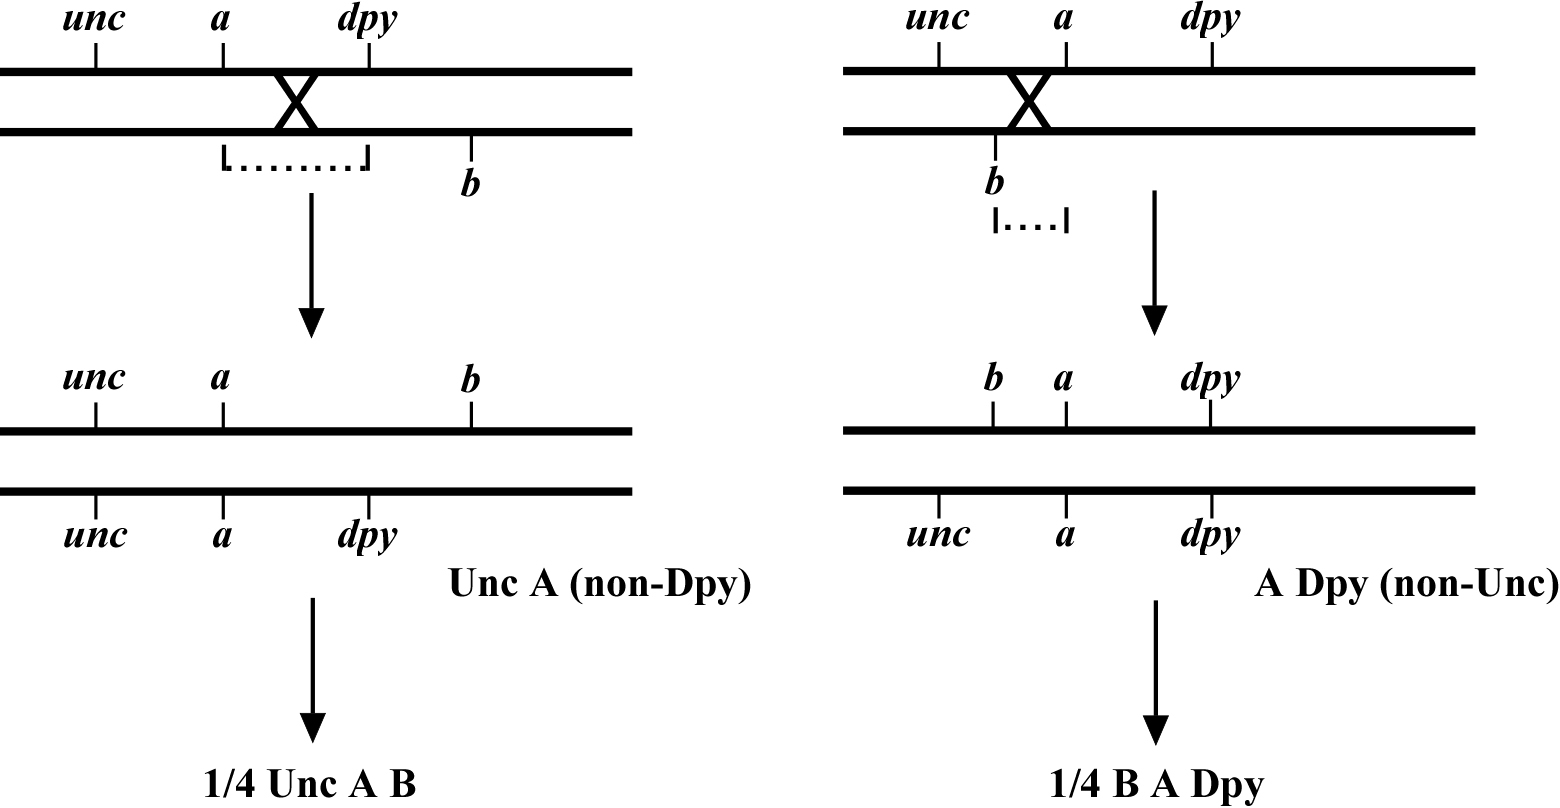 unc a dpy unc a dpy
b
b
unc a b b a dpy
unc a dpy unc a dpy
Unc A (non-Dpy) A Dpy (non-Unc)
1/4 Unc A B 1/4 B A Dpy